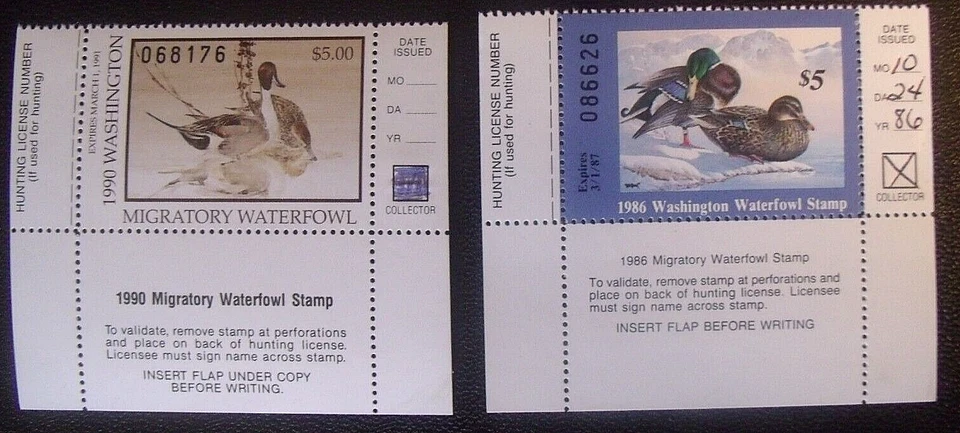 HUNTING LICENSE NUMBER
(If used for hunting)
EXPIRES MARCH 1, 1991
1990 WASHINGTON
068176
$5.00
MIGRATORY WATERFOWL
DATE
ISSUED
MO
DA
YR
COLLECTOR
1990 Migratory Waterfowl Stamp
To validate, remove stamp at perforations
and place on back of hunting license.
Licensee must sign name across stamp.
INSERT FLAP UNDER COPY
BEFORE WRITING.
HUNTING LICENSE NUMBER
(If used for hunting)
086626
Expires
3/1/87
$5
1986 Washington Waterfowl Stamp
DATE
ISSUED
MO 10
DA 24
YR 86
COLLECTOR
1986 Migratory Waterfowl Stamp
To validate, remove stamp at perforations and
place on back of hunting license. Licensee
must sign name across stamp.
INSERT FLAP BEFORE WRITING